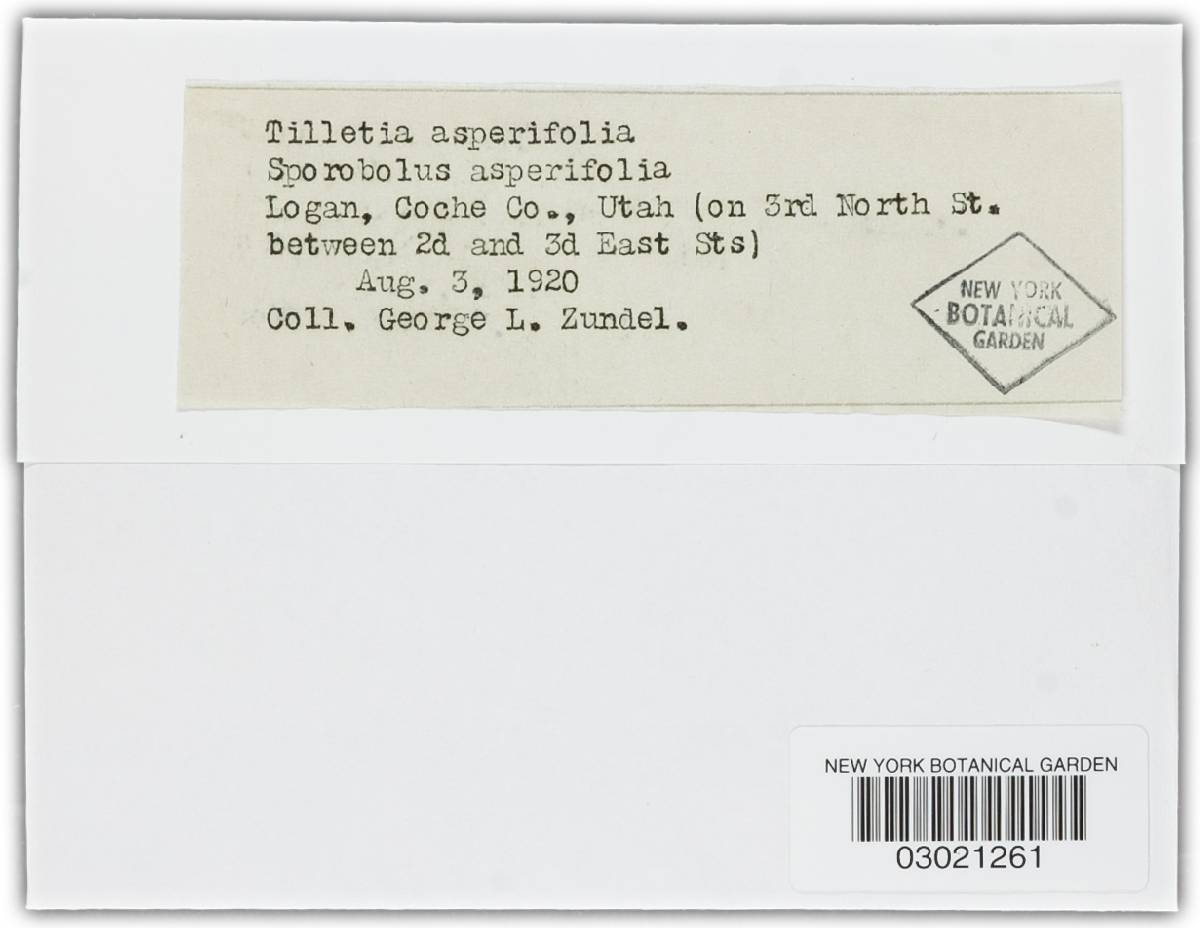 Tilletia asperifolia
Sporobolus asperifolia
Logan, Coche Co., Utah (on 3rd North St.
between 2d and 3d East Sts)
Aug. 3, 1920
Coll. George L. Zundel.
NEW YORK
BOTANICAL
GARDEN
NEW YORK BOTANICAL GARDEN
03021261